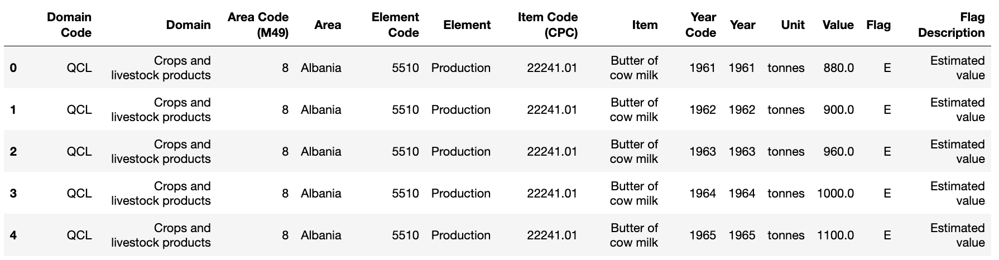 Domain Code Domain Area Code (M49) Area Element Code Element Item Code (CPC) Item Year Code Year Unit Value Flag Flag Description
0 QCL Crops and livestock products 8 Albania 5510 Production 22241.01 Butter of cow milk 1961 1961 tonnes 880.0 E Estimated value
1 QCL Crops and livestock products 8 Albania 5510 Production 22241.01 Butter of cow milk 1962 1962 tonnes 900.0 E Estimated value
2 QCL Crops and livestock products 8 Albania 5510 Production 22241.01 Butter of cow milk 1963 1963 tonnes 960.0 E Estimated value
3 QCL Crops and livestock products 8 Albania 5510 Production 22241.01 Butter of cow milk 1964 1964 tonnes 1000.0 E Estimated value
4 QCL Crops and livestock products 8 Albania 5510 Production 22241.01 Butter of cow milk 1965 1965 tonnes 1100.0 E Estimated value